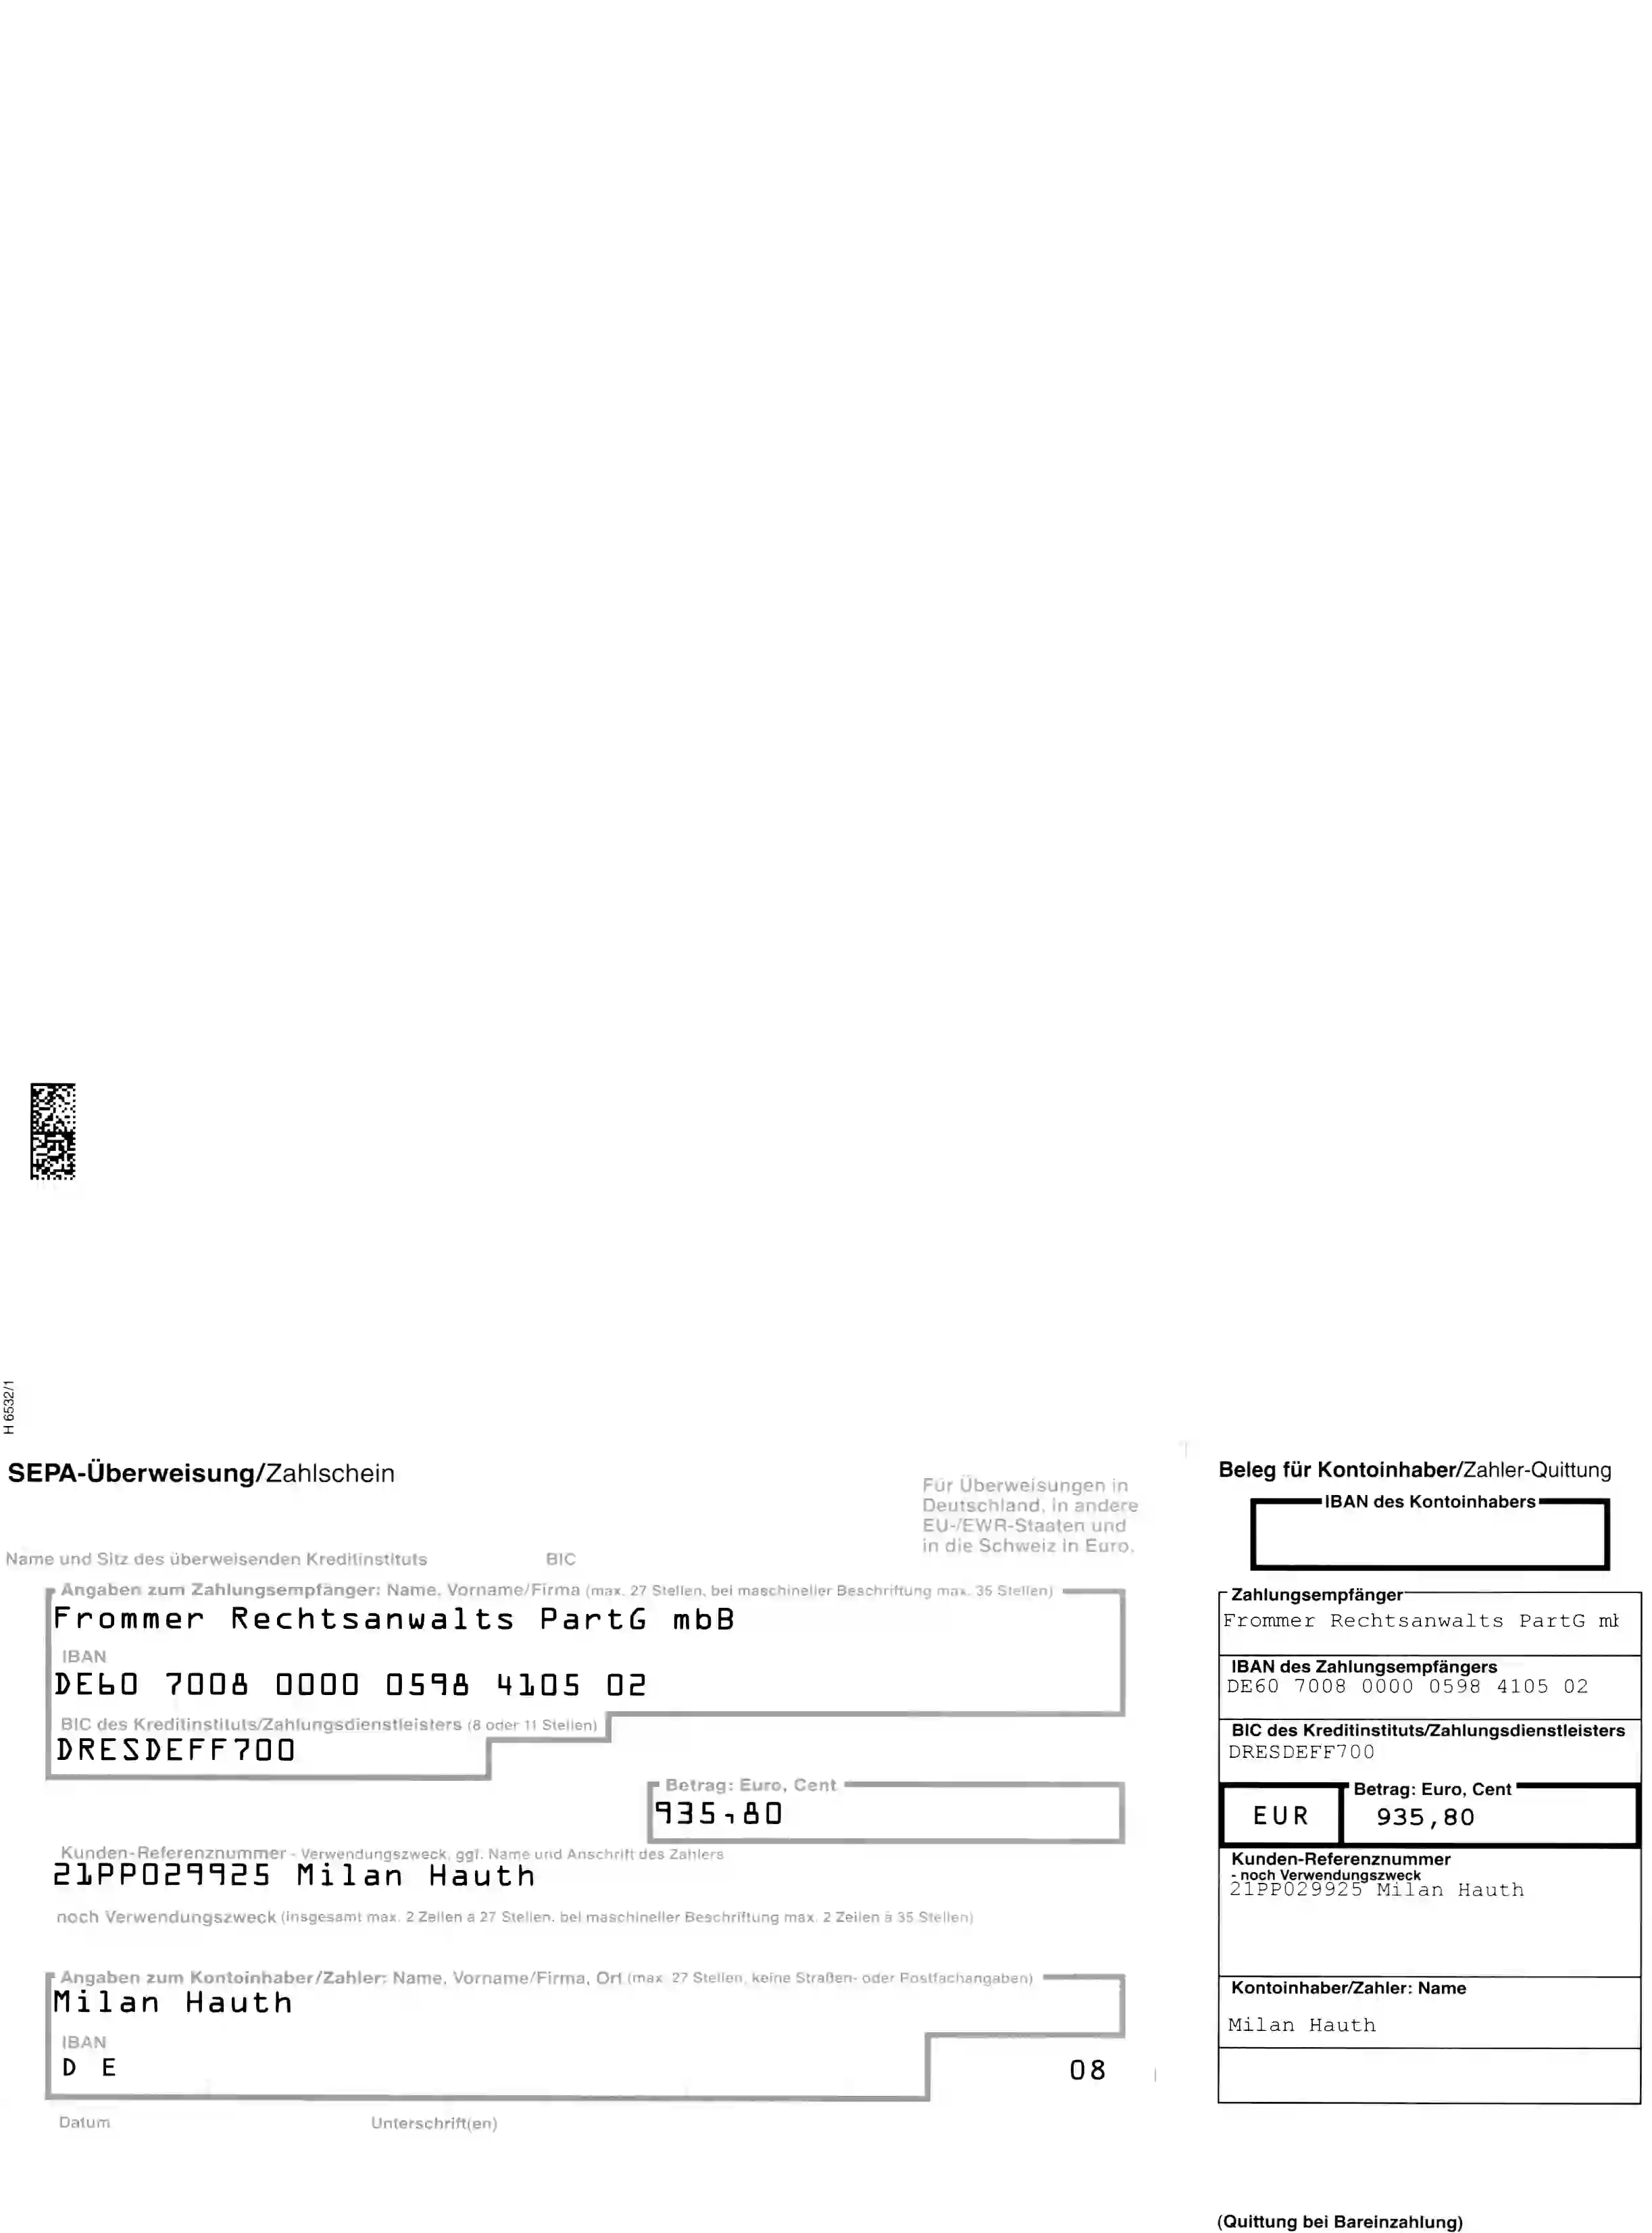 H 6532/1
SEPA-Überweisung/Zahlschein
Für Überweisungen in
Deutschland, in andere
EU-/EWR-Staaten und
in die Schweiz in Euro.
Name und Sitz des überweisenden Kreditinstituts BIC
Angaben zum Zahlungsempfänger: Name, Vorname/Firma (max. 27 Stellen, bei maschineller Beschriftung max. 35 Stellen)
Frommer Rechtsanwalts PartG mbB
IBAN
DE60 7008 0000 0598 4105 02
BIC des Kreditinstituts/Zahlungsdienstleisters (8 oder 11 Stellen)
DRESDEFF700
Betrag: Euro, Cent
935,80
Kunden-Referenznummer - Verwendungszweck, ggf. Name und Anschrift des Zahlers
21PP029925 Milan Hauth
noch Verwendungszweck (insgesamt max. 2 Zeilen à 27 Stellen, bei maschineller Beschriftung max. 2 Zeilen à 35 Stellen)
Angaben zum Kontoinhaber/Zahler: Name, Vorname/Firma, Ort (max. 27 Stellen, keine Straßen- oder Postfachangaben)
Milan Hauth
IBAN
D E 08
Datum Unterschrift(en)
Beleg für Kontoinhaber/Zahler-Quittung
IBAN des Kontoinhabers
Zahlungsempfänger
Frommer Rechtsanwalts PartG
IBAN des Zahlungsempfängers
DE60 7008 0000 0598 4105 02
BIC des Kreditinstituts/Zahlungsdienstleisters
DRESDEFF700
Betrag: Euro, Cent
EUR 935,80
Kunden-Referenznummer
- noch Verwendungszweck
21PP029925 Milan Hauth
Kontoinhaber/Zahler: Name
Milan Hauth
(Quittung bei Bareinzahlung)